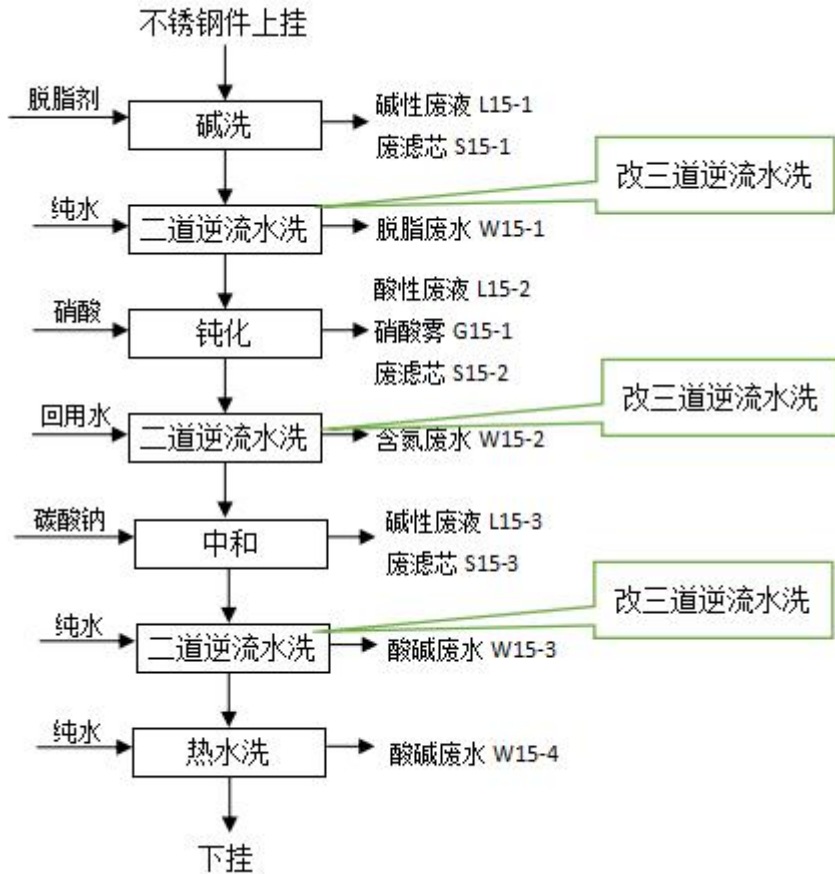 不锈钢件上挂
脱脂剂
碱洗
碱性废液 L15-1
废滤芯 S15-1
改三道逆流水洗
纯水
二道逆流水洗
脱脂废水 W15-1
硝酸
钝化
酸性废液 L15-2
硝酸雾 G15-1
废滤芯 S15-2
改三道逆流水洗
回用水
二道逆流水洗
含氮废水 W15-2
碳酸钠
中和
碱性废液 L15-3
废滤芯 S15-3
改三道逆流水洗
纯水
二道逆流水洗
酸碱废水 W15-3
纯水
热水洗
酸碱废水 W15-4
下挂